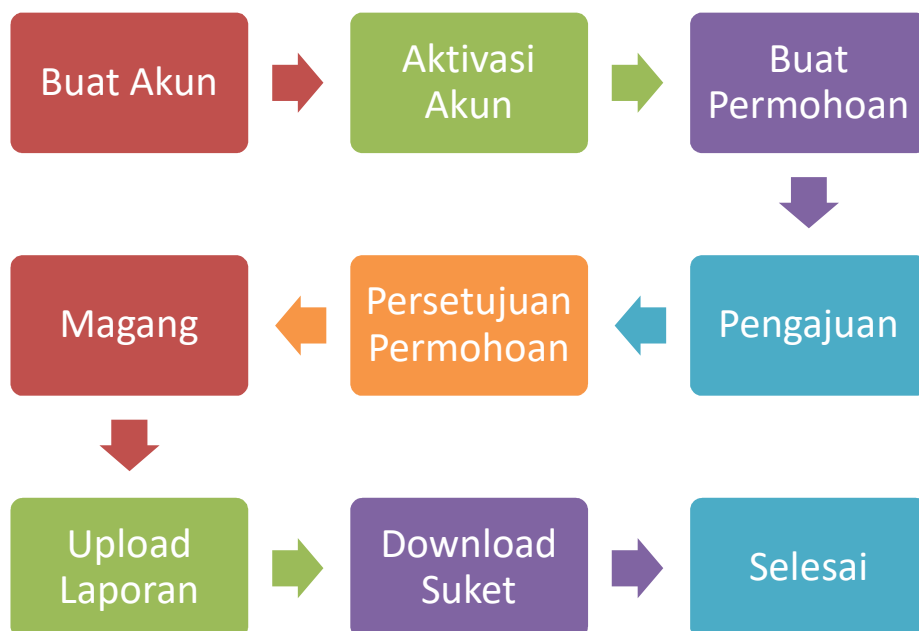 Buat Akun
Aktivasi
Akun
Buat
Permohoan
Pengajuan
Persetujuan
Permohoan
Magang
Upload
Laporan
Download
Suket
Selesai